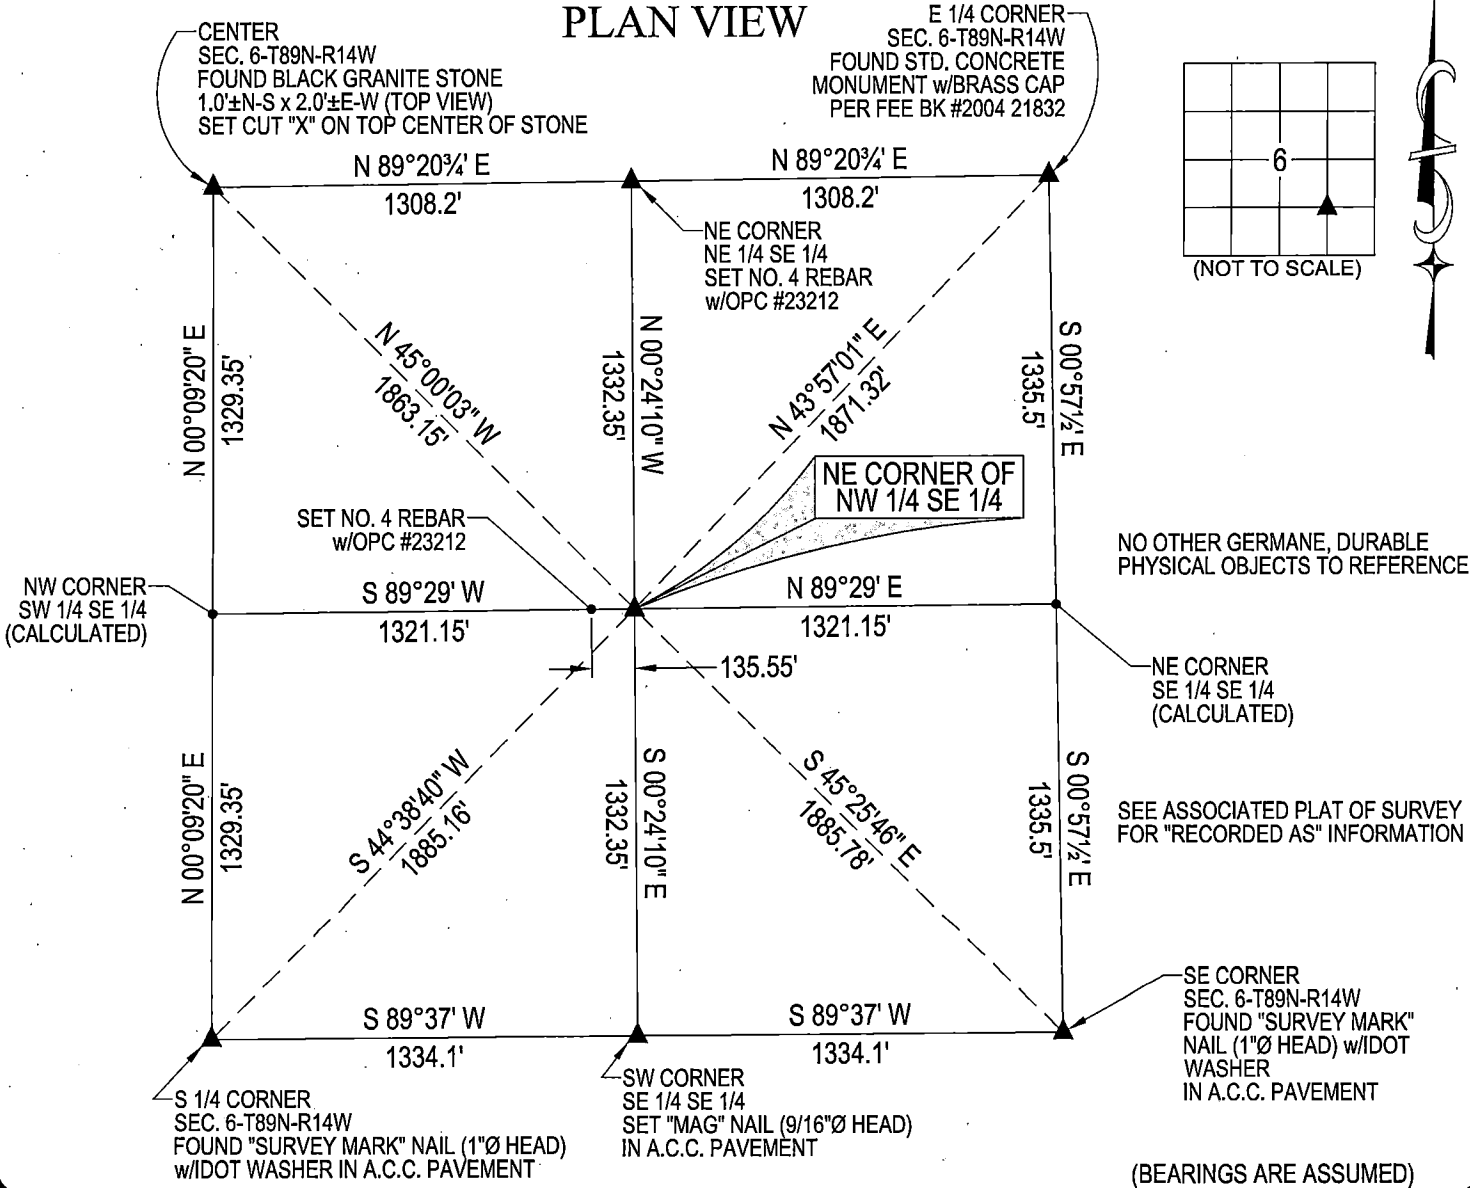 PLAN VIEW
CENTER
SEC. 6-T89N-R14W
FOUND BLACK GRANITE STONE
1.0'±N-S x 2.0'±E-W (TOP VIEW)
SET CUT "X" ON TOP CENTER OF STONE
E 1/4 CORNER
SEC. 6-T89N-R14W
FOUND STD. CONCRETE
MONUMENT w/BRASS CAP
PER FEE BK #2004 21832
6
(NOT TO SCALE)
N 89°20¾' E
1308.2'
N 89°20¾' E
1308.2'
NE CORNER
NE 1/4 SE 1/4
SET NO. 4 REBAR
w/OPC #23212
N 00°09'20" E
1329.35'
N 45°00'03" W
1863.15'
N 00°24'10" W
1332.35'
N 43°57'01" E
1871.32'
S 00°57½' E
1335.5'
NE CORNER OF
NW 1/4 SE 1/4
SET NO. 4 REBAR
w/OPC #23212
NO OTHER GERMANE, DURABLE
PHYSICAL OBJECTS TO REFERENCE
NW CORNER
SW 1/4 SE 1/4
(CALCULATED)
S 89°29' W
1321.15'
N 89°29' E
1321.15'
135.55'
NE CORNER
SE 1/4 SE 1/4
(CALCULATED)
N 00°09'20" E
1329.35'
S 44°38'40" W
1885.16'
S 00°24'10" E
1332.35'
S 45°25'46" E
1885.78'
S 00°57½' E
1335.5'
SEE ASSOCIATED PLAT OF SURVEY
FOR "RECORDED AS" INFORMATION
S 89°37' W
1334.1'
S 89°37' W
1334.1'
SE CORNER
SEC. 6-T89N-R14W
FOUND "SURVEY MARK"
NAIL (1"Ø HEAD) w/IDOT
WASHER
IN A.C.C. PAVEMENT
S 1/4 CORNER
SEC. 6-T89N-R14W
FOUND "SURVEY MARK" NAIL (1"Ø HEAD)
w/IDOT WASHER IN A.C.C. PAVEMENT
SW CORNER
SE 1/4 SE 1/4
SET "MAG" NAIL (9/16"Ø HEAD)
IN A.C.C. PAVEMENT
(BEARINGS ARE ASSUMED)